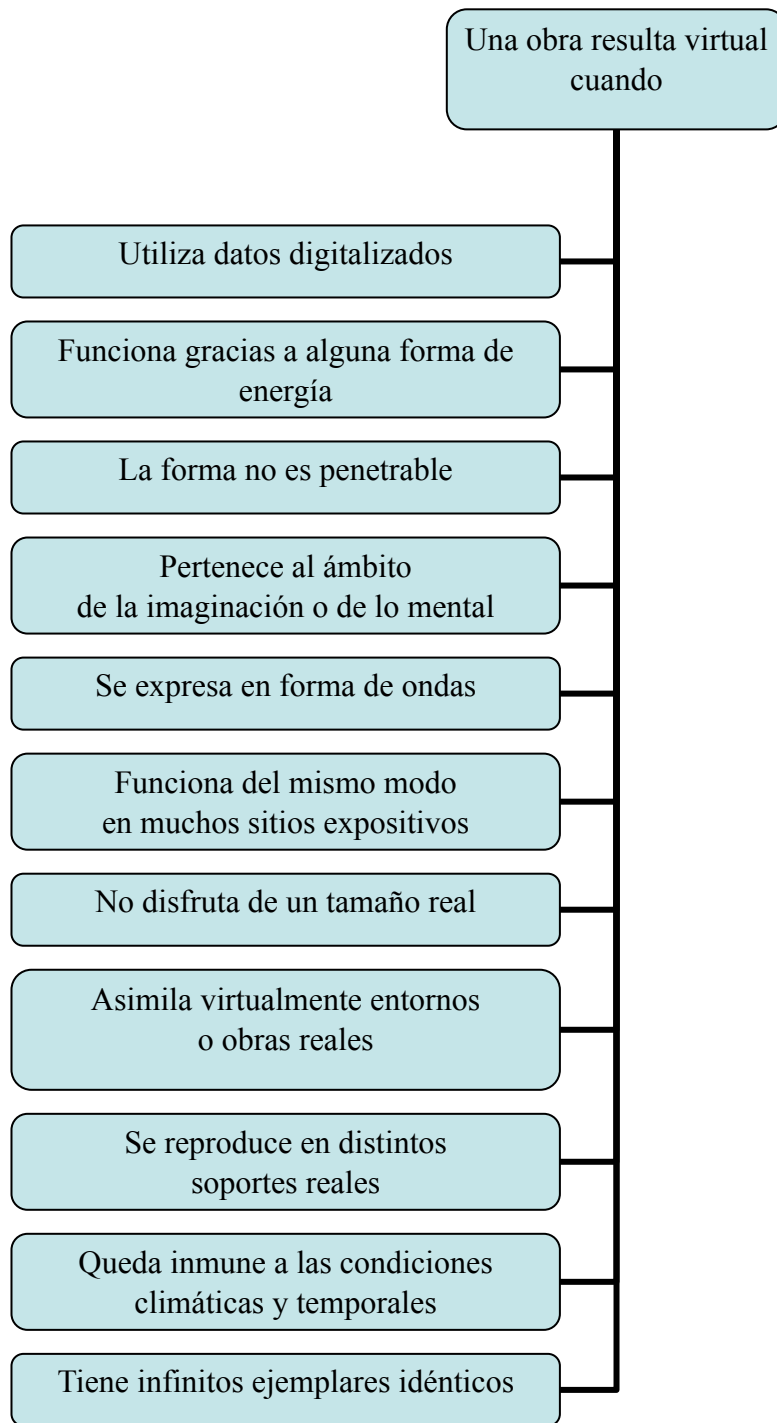 Una obra resulta virtual
cuando
Utiliza datos digitalizados
Funciona gracias a alguna forma de
energía
La forma no es penetrable
Pertenece al ámbito
de la imaginación o de lo mental
Se expresa en forma de ondas
Funciona del mismo modo
en muchos sitios expositivos
No disfruta de un tamaño real
Asimila virtualmente entornos
o obras reales
Se reproduce en distintos
soportes reales
Queda inmune a las condiciones
climáticas y temporales
Tiene infinitos ejemplares idénticos